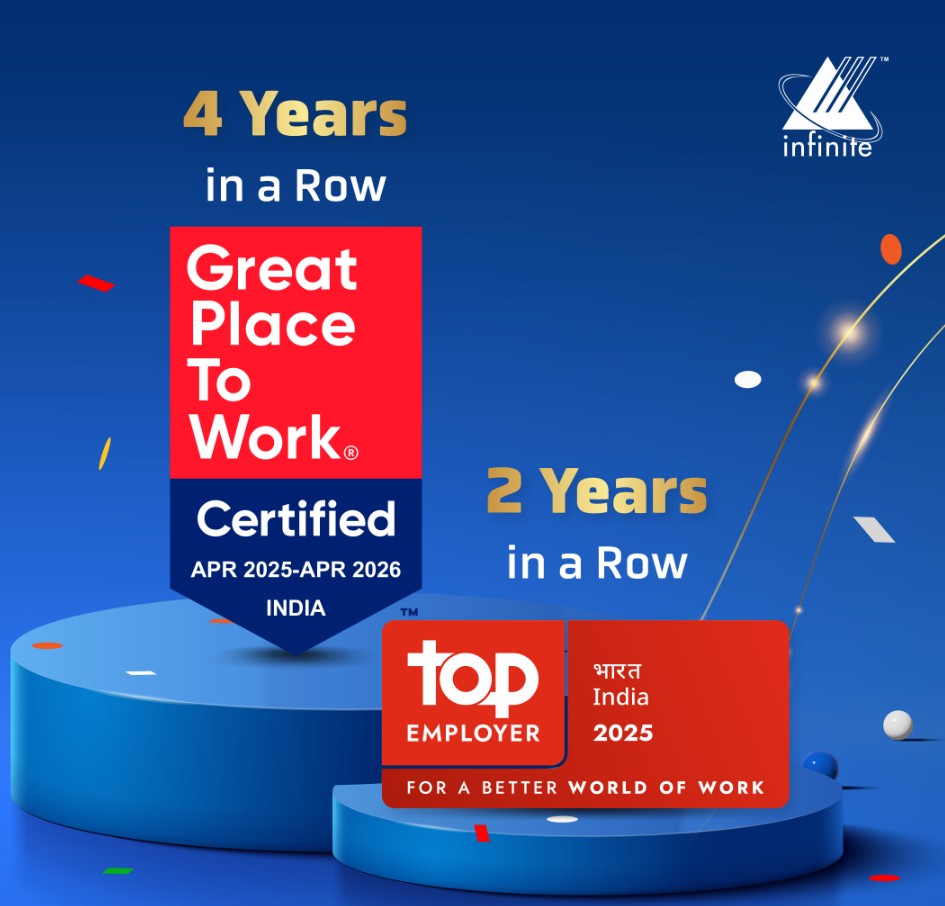 4 Years
in a Row
Great
Place
To
Work®
Certified
APR 2025-APR 2026
INDIA
™
infinite
™
2 Years
in a Row
top
EMPLOYER
भारत
India
2025
FOR A BETTER WORLD OF WORK